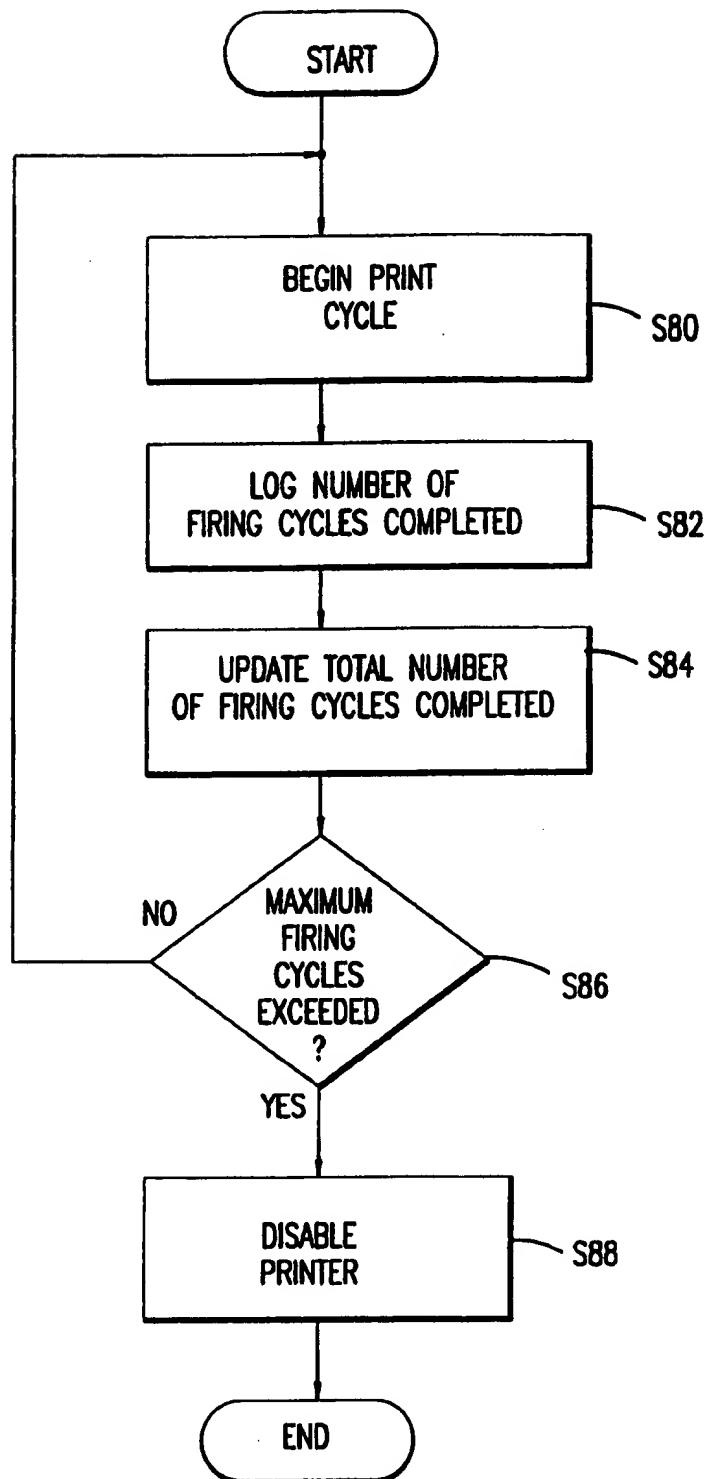 START
BEGIN PRINT
CYCLE
S80
LOG NUMBER OF
FIRING CYCLES COMPLETED
S82
UPDATE TOTAL NUMBER
OF FIRING CYCLES COMPLETED
S84
NO
MAXIMUM
FIRING
CYCLES
EXCEEDED
?
S86
YES
DISABLE
PRINTER
S88
END